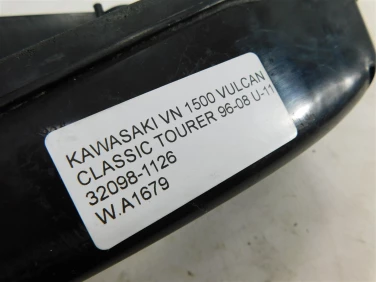 KAWASAKI VN 1500 VULCAN
CLASSIC TOURER 96-08 U-11
32098-1126
W.A1679